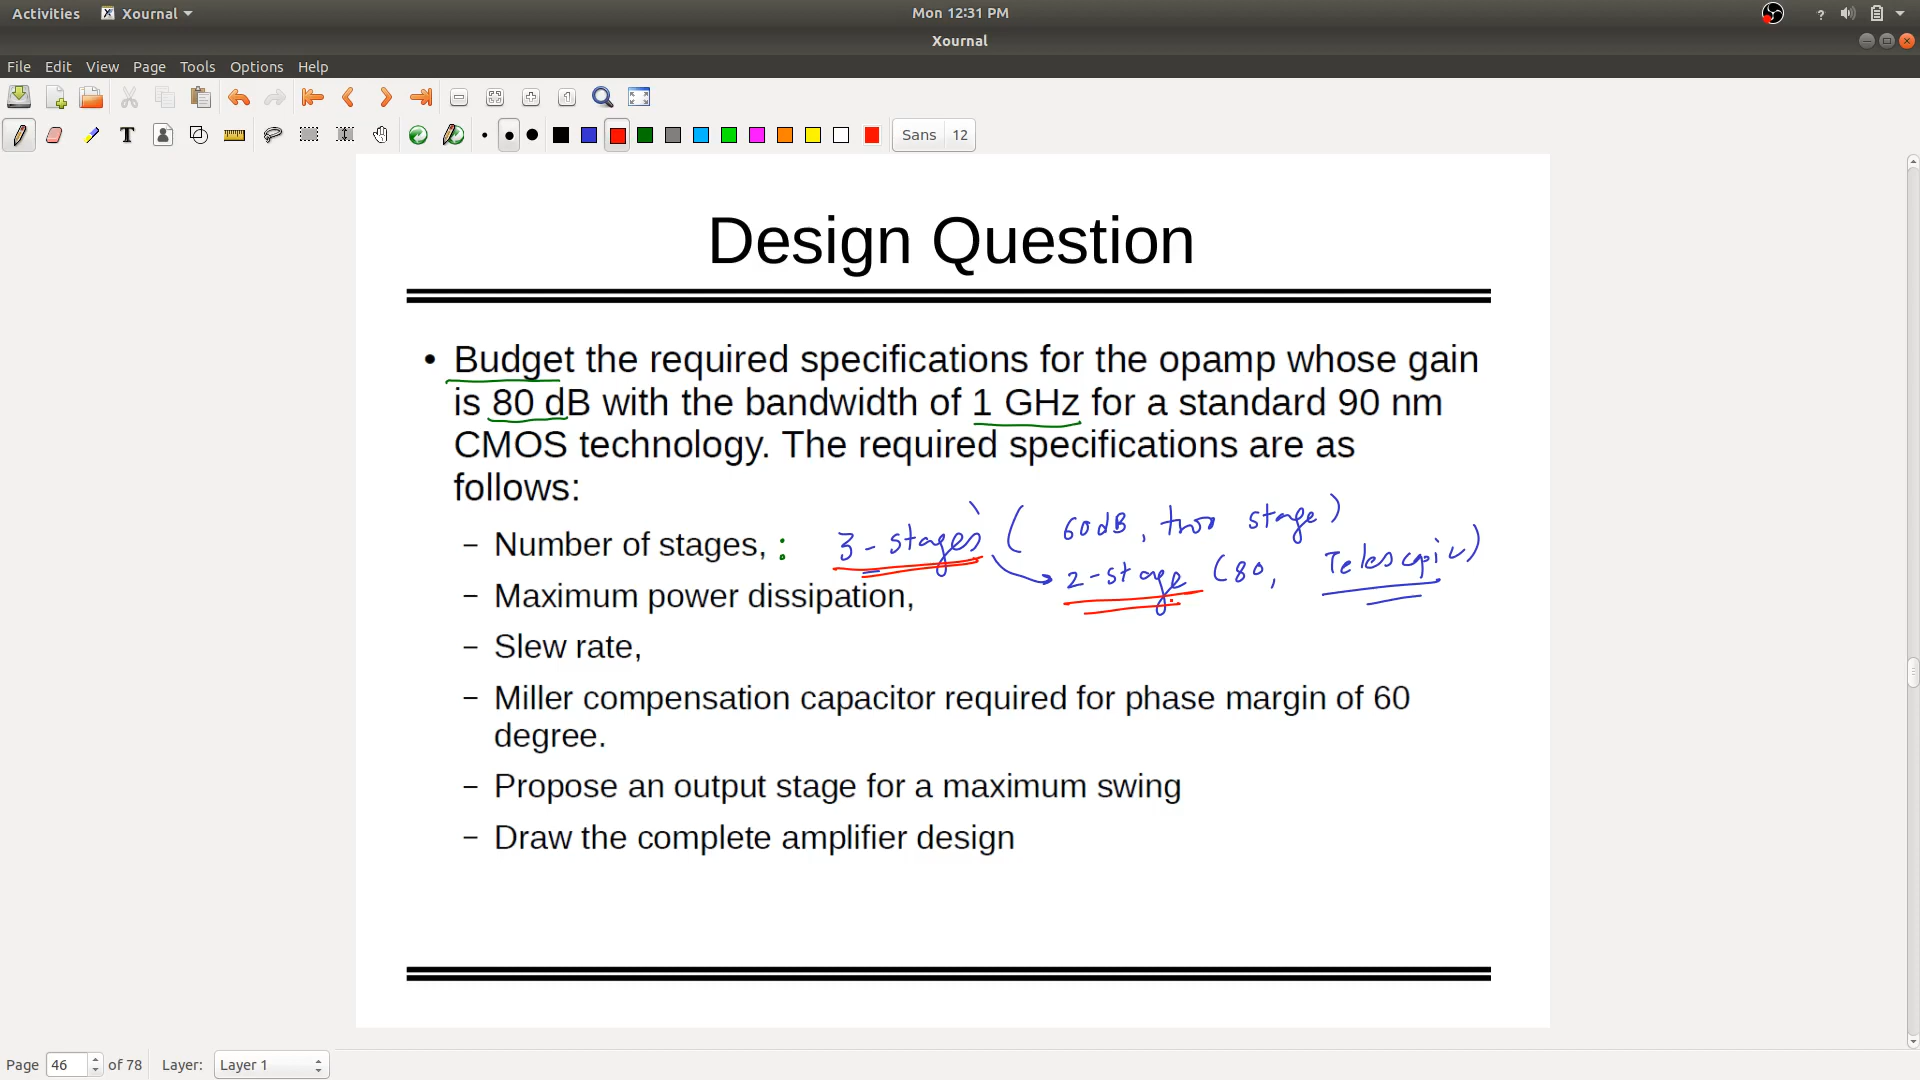 Activities Xournal Mon 12:31 PM ?
Xournal
File Edit View Page Tools Options Help
T Sans 12
Design Question
• Budget the required specifications for the opamp whose gain
is 80 dB with the bandwidth of 1 GHz for a standard 90 nm
CMOS technology. The required specifications are as
follows:
– Number of stages, : 3-stages (60dB, two stage)
2-stage (80, Telescopic)
– Maximum power dissipation,
– Slew rate,
– Miller compensation capacitor required for phase margin of 60
degree.
– Propose an output stage for a maximum swing
– Draw the complete amplifier design
Page 46 of 78 Layer: Layer 1